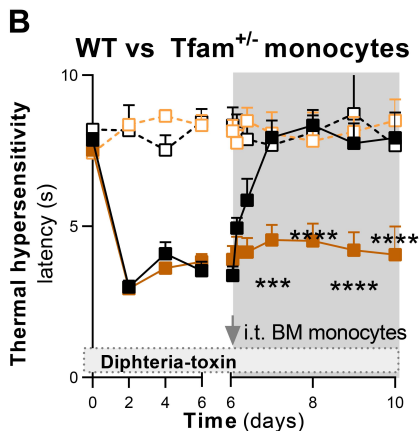 B
WT vs Tfam+/- monocytes
Thermal hypersensitivity
latency (s)
10
5
0
****
****
***
****
i.t. BM monocytes
Diphteria-toxin
0 2 4 6 6 8 10
Time (days)